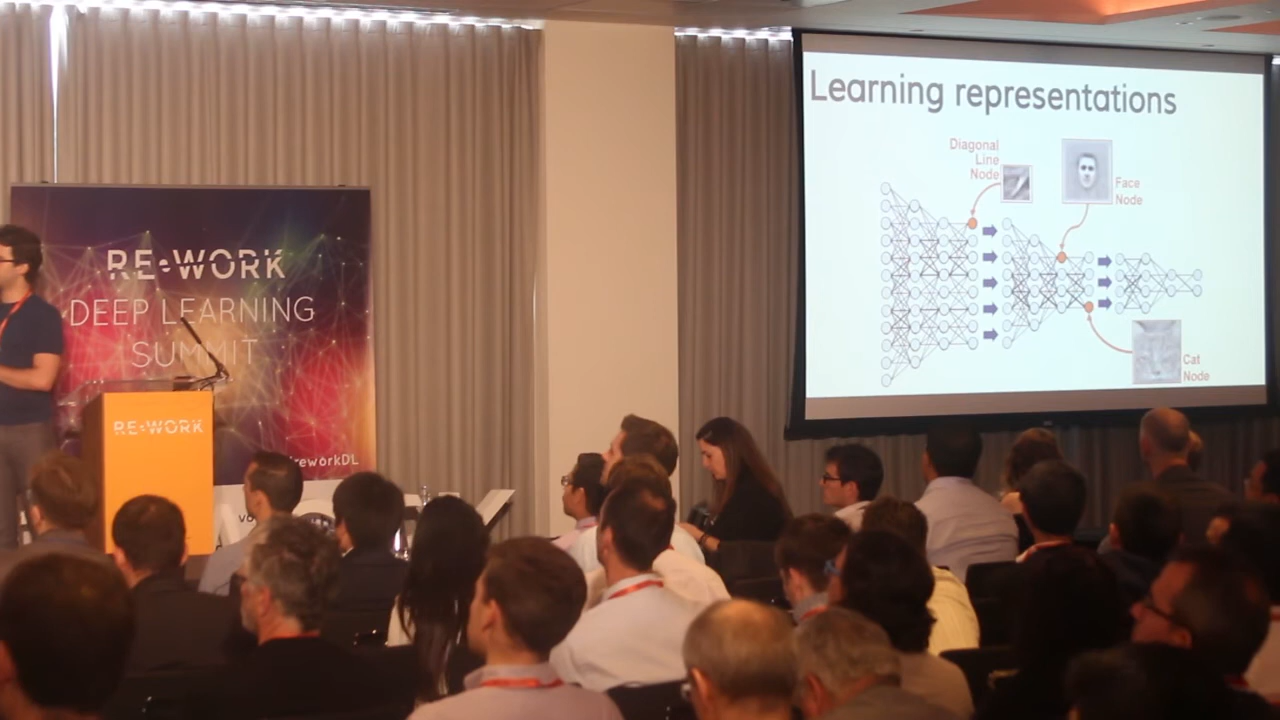 Learning representations
Diagonal
Line
Node
Face
Node
Cat
Node
RE•WORK
DEEP LEARNING
SUMMIT
RE•WORK
reworkDL